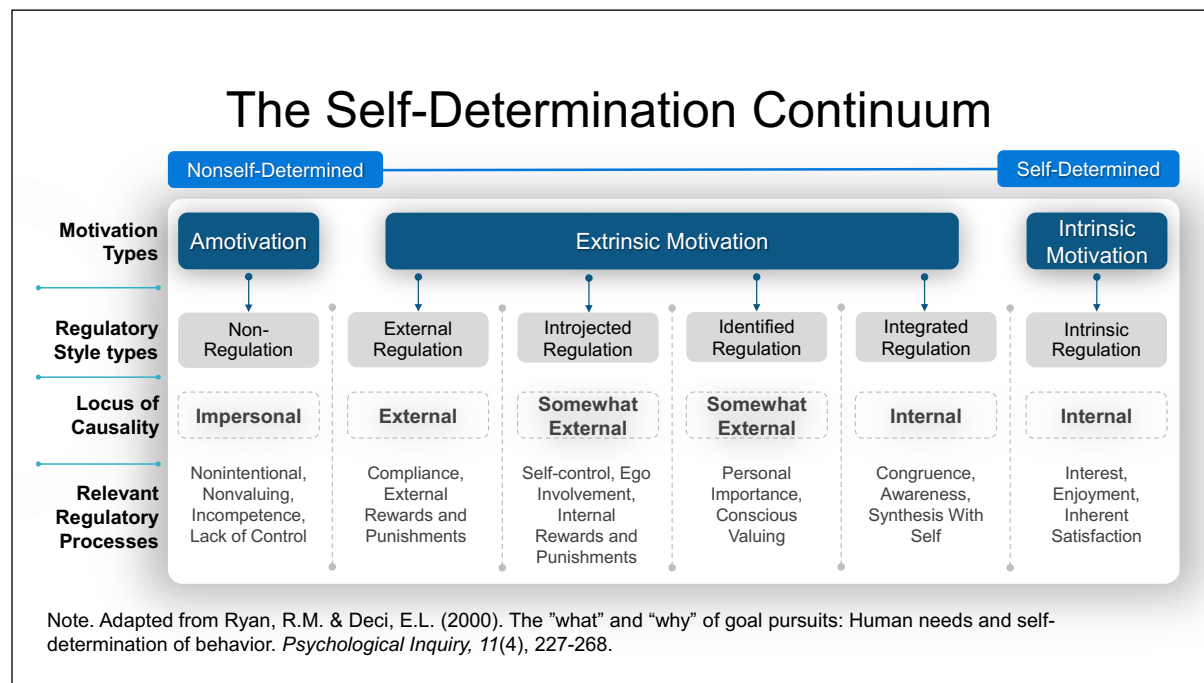 The Self-Determination Continuum
Nonself-Determined
Self-Determined
Motivation
Types
Amotivation
Extrinsic Motivation
Intrinsic
Motivation
Regulatory
Style types
Non-
Regulation
External
Regulation
Introjected
Regulation
Identified
Regulation
Integrated
Regulation
Intrinsic
Regulation
Locus of
Causality
Impersonal
External
Somewhat
External
Somewhat
External
Internal
Internal
Relevant
Regulatory
Processes
Nonintentional,
Nonvaluing,
Incompetence,
Lack of Control
Compliance,
External
Rewards and
Punishments
Self-control, Ego
Involvement,
Internal
Rewards and
Punishments
Personal
Importance,
Conscious
Valuing
Congruence,
Awareness,
Synthesis With
Self
Interest,
Enjoyment,
Inherent
Satisfaction
Note. Adapted from Ryan, R.M. & Deci, E.L. (2000). The ”what” and “why” of goal pursuits: Human needs and self-
determination of behavior. Psychological Inquiry, 11(4), 227-268.